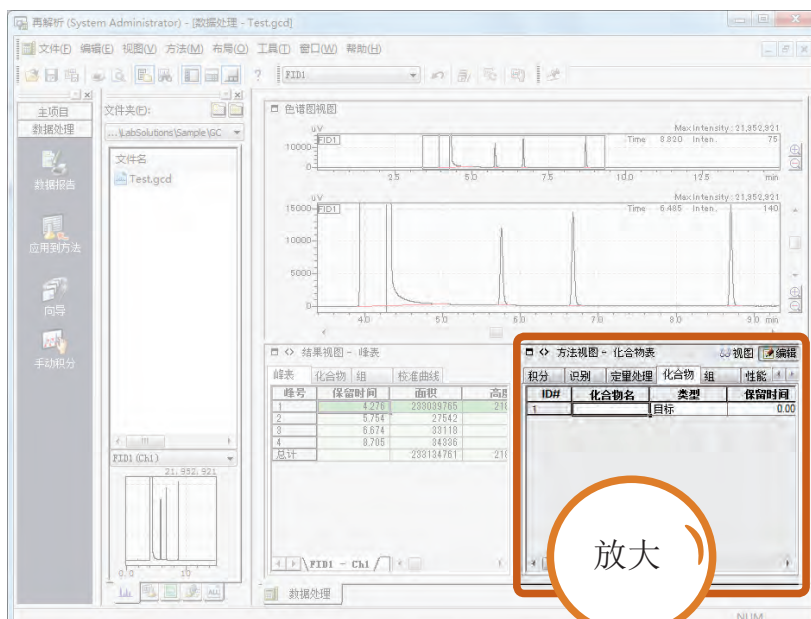 再解析 (System Administrator) - [数据处理 - Test.gcd]
文件(F) 编辑(E) 视图(V) 方法(M) 布局(O) 工具(T) 窗口(W) 帮助(H)
FID1
主项目
数据处理
数据报告
应用到方法
向导
手动积分
文件夹(F):
...\LabSolutions\Sample\GC
文件名
Test.gcd
FID1(Ch1)
21,952,921
0.0 10
ALL
色谱图视图
uV Max Intensity : 21,952,921
FID1 Time 8.820 Inten. 75
10000
0
2.5 5.0 7.5 10.0 12.5 min
uV Max Intensity : 21,952,921
15000 FID1 Time 6.485 Inten. 140
10000
5000
0
4.0 5.0 6.0 7.0 8.0 9.0 min
结果视图 - 峰表
峰表 化合物 组 校准曲线
峰号 保留时间 面积 高度
1 4.276 233039765 218
2 5.754 27542
3 6.674 33118
4 8.705 34336
总计 233134761 218
FID1 - Ch1
方法视图 - 化合物表 视图 编辑
积分 识别 定量处理 化合物 组 性能
ID# 化合物名 类型 保留时间
1 目标 0.00
放大
数据处理
NUM